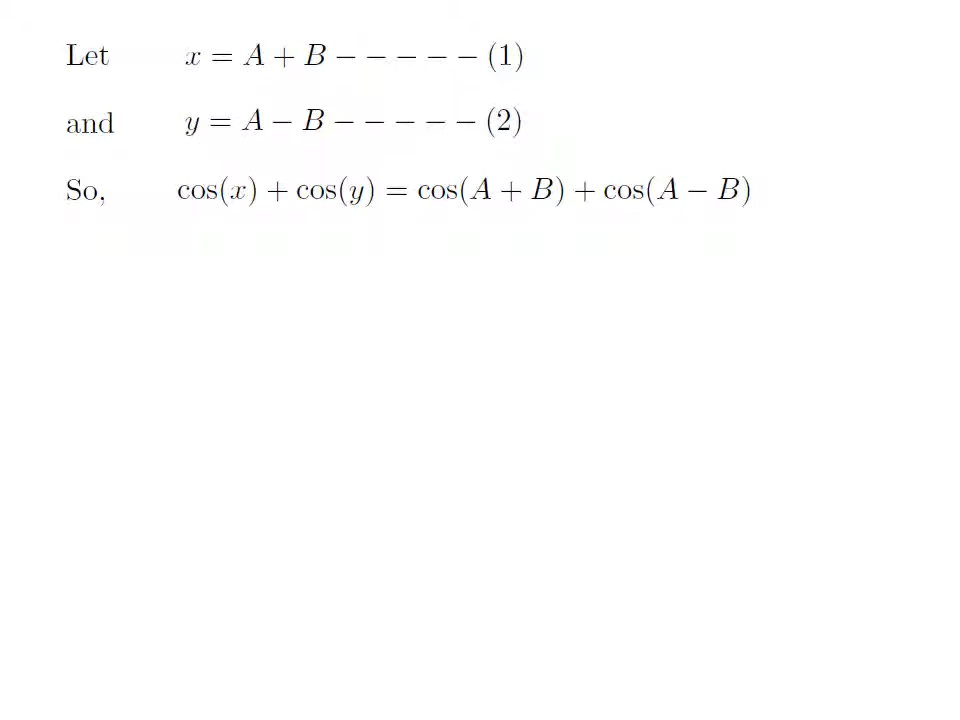 Let x = A + B − − − − − (1)
and y = A − B − − − − − (2)
So, cos(x) + cos(y) = cos(A + B) + cos(A − B)